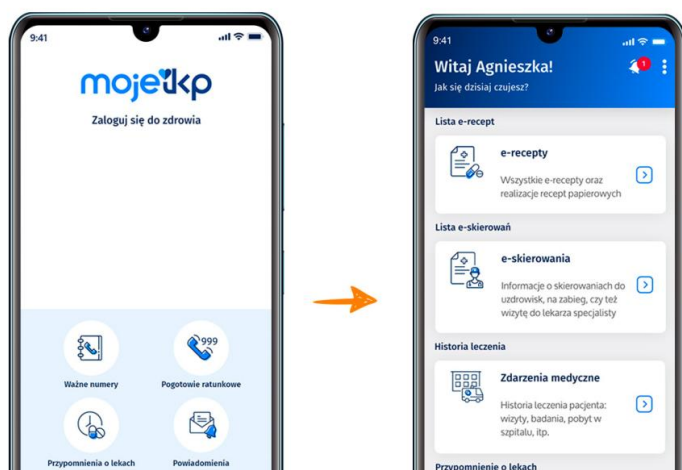 9:41
mojeikp
Zaloguj się do zdrowia
999
Ważne numery
Pogotowie ratunkowe
Przypomnienia o lekach
Powiadomienia
9:41
Witaj Agnieszka!
1
Jak się dzisiaj czujesz?
Lista e-recept
e-recepty
Wszystkie e-recepty oraz
realizacje recept papierowych
Lista e-skierowań
e-skierowania
Informacje o skierowaniach do
uzdrowisk, na zabieg, czy też
wizytę do lekarza specjalisty
Historia leczenia
Zdarzenia medyczne
Historia leczenia pacjenta:
wizyty, badania, pobyt w
szpitalu, itp.
Przypomnienie o lekach